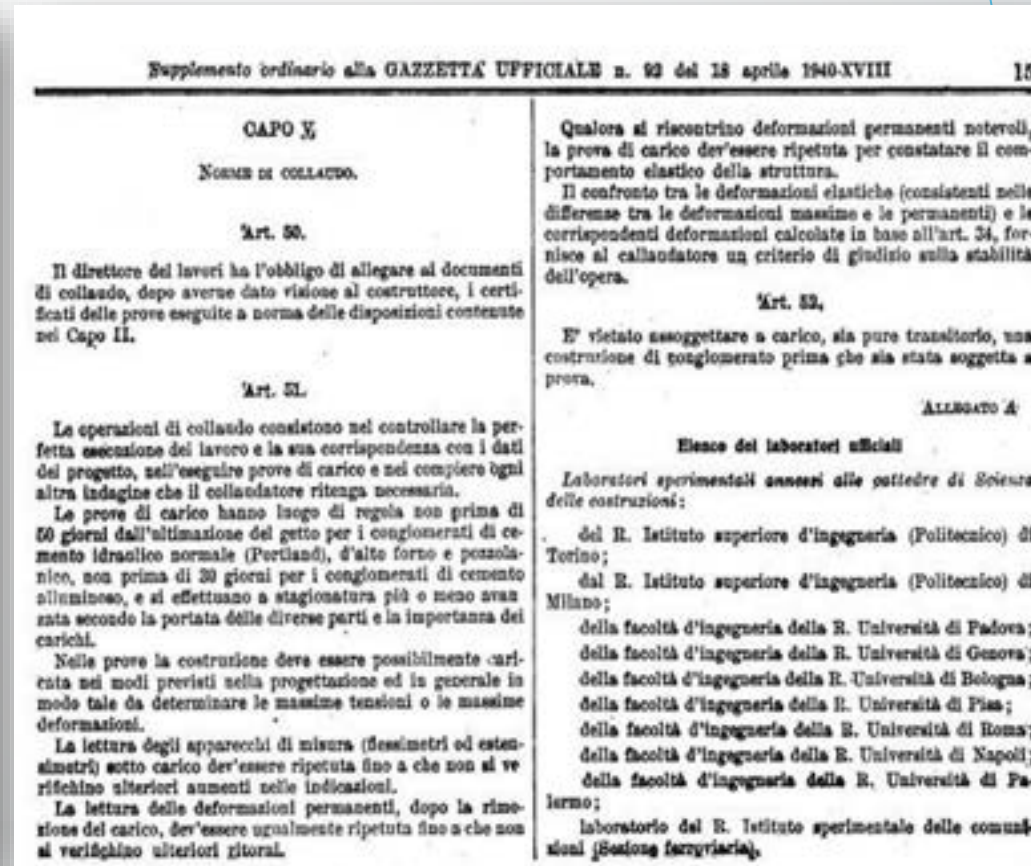 Supplemento ordinario alla GAZZETTA UFFICIALE n. 92 del 18 aprile 1940-XVIII 15
CAPO V.
NORME DI COLLAUDO.
Art. 50.
Il direttore dei lavori ha l'obbligo di allegare ai documenti
di collaudo, dopo averne dato visione al costruttore, i certi-
ficati delle prove eseguite a norma delle disposizioni contenute
nel Capo II.
Art. 51.
Le operazioni di collaudo consistono nel controllare la per-
fetta esecuzione del lavoro e la sua corrispondenza con i dati
del progetto, nell'eseguire prove di carico e nel compiere ogni
altra indagine che il collaudatore ritenga necessaria.
Le prove di carico hanno luogo di regola non prima di
50 giorni dall'ultimazione del getto per i conglomerati di ce-
mento idraulico normale (Portland), d'alto forno e pozzola-
nico, non prima di 30 giorni per i conglomerati di cemento
alluminoso, e si effettuano a stagionatura più o meno avan
zata secondo la portata delle diverse parti e la importanza dei
carichi.
Nelle prove la costruzione deve essere possibilmente cari-
cata nei modi previsti nella progettazione ed in generale in
modo tale da determinare le massime tensioni o le massime
deformazioni.
La lettura degli apparecchi di misura (flessimetri od esten-
simetri) sotto carico dev'essere ripetuta fino a che non si ve
rifichino ulteriori aumenti nelle indicazioni.
La lettura delle deformazioni permanenti, dopo la rimo-
zione del carico, dev'essere ugualmente ripetuta fino a che non
si verifichino ulteriori ritorni.
Qualora si riscontrino deformazioni permanenti notevoli,
la prova di carico dev'essere ripetuta per constatare il com-
portamento elastico della struttura.
Il confronto tra le deformazioni elastiche (consistenti nelle
differenze tra le deformazioni massime e le permanenti) e le
corrispondenti deformazioni calcolate in base all'art. 34, for-
nisce al collaudatore un criterio di giudizio sulla stabilità
dell'opera.
Art. 52.
E' vietato assoggettare a carico, sia pure transitorio, una
costruzione di conglomerato prima che sia stata soggetta a
prova.
ALLEGATO A
Elenco dei laboratori ufficiali
Laboratori sperimentali annessi alle cattedre di Scienza
delle costruzioni:
del R. Istituto superiore d'ingegneria (Politecnico) di
Torino;
dal R. Istituto superiore d'ingegneria (Politecnico) di
Milano;
della facoltà d'ingegneria della R. Università di Padova;
della facoltà d'ingegneria della R. Università di Genova;
della facoltà d'ingegneria della R. Università di Bologna;
della facoltà d'ingegneria della R. Università di Pisa;
della facoltà d'ingegneria della R. Università di Roma;
della facoltà d'ingegneria della R. Università di Napoli;
della facoltà d'ingegneria della R. Università di Pa
lermo;
laboratorio del R. Istituto sperimentale delle comuni-
zioni (Sezione ferroviaria).